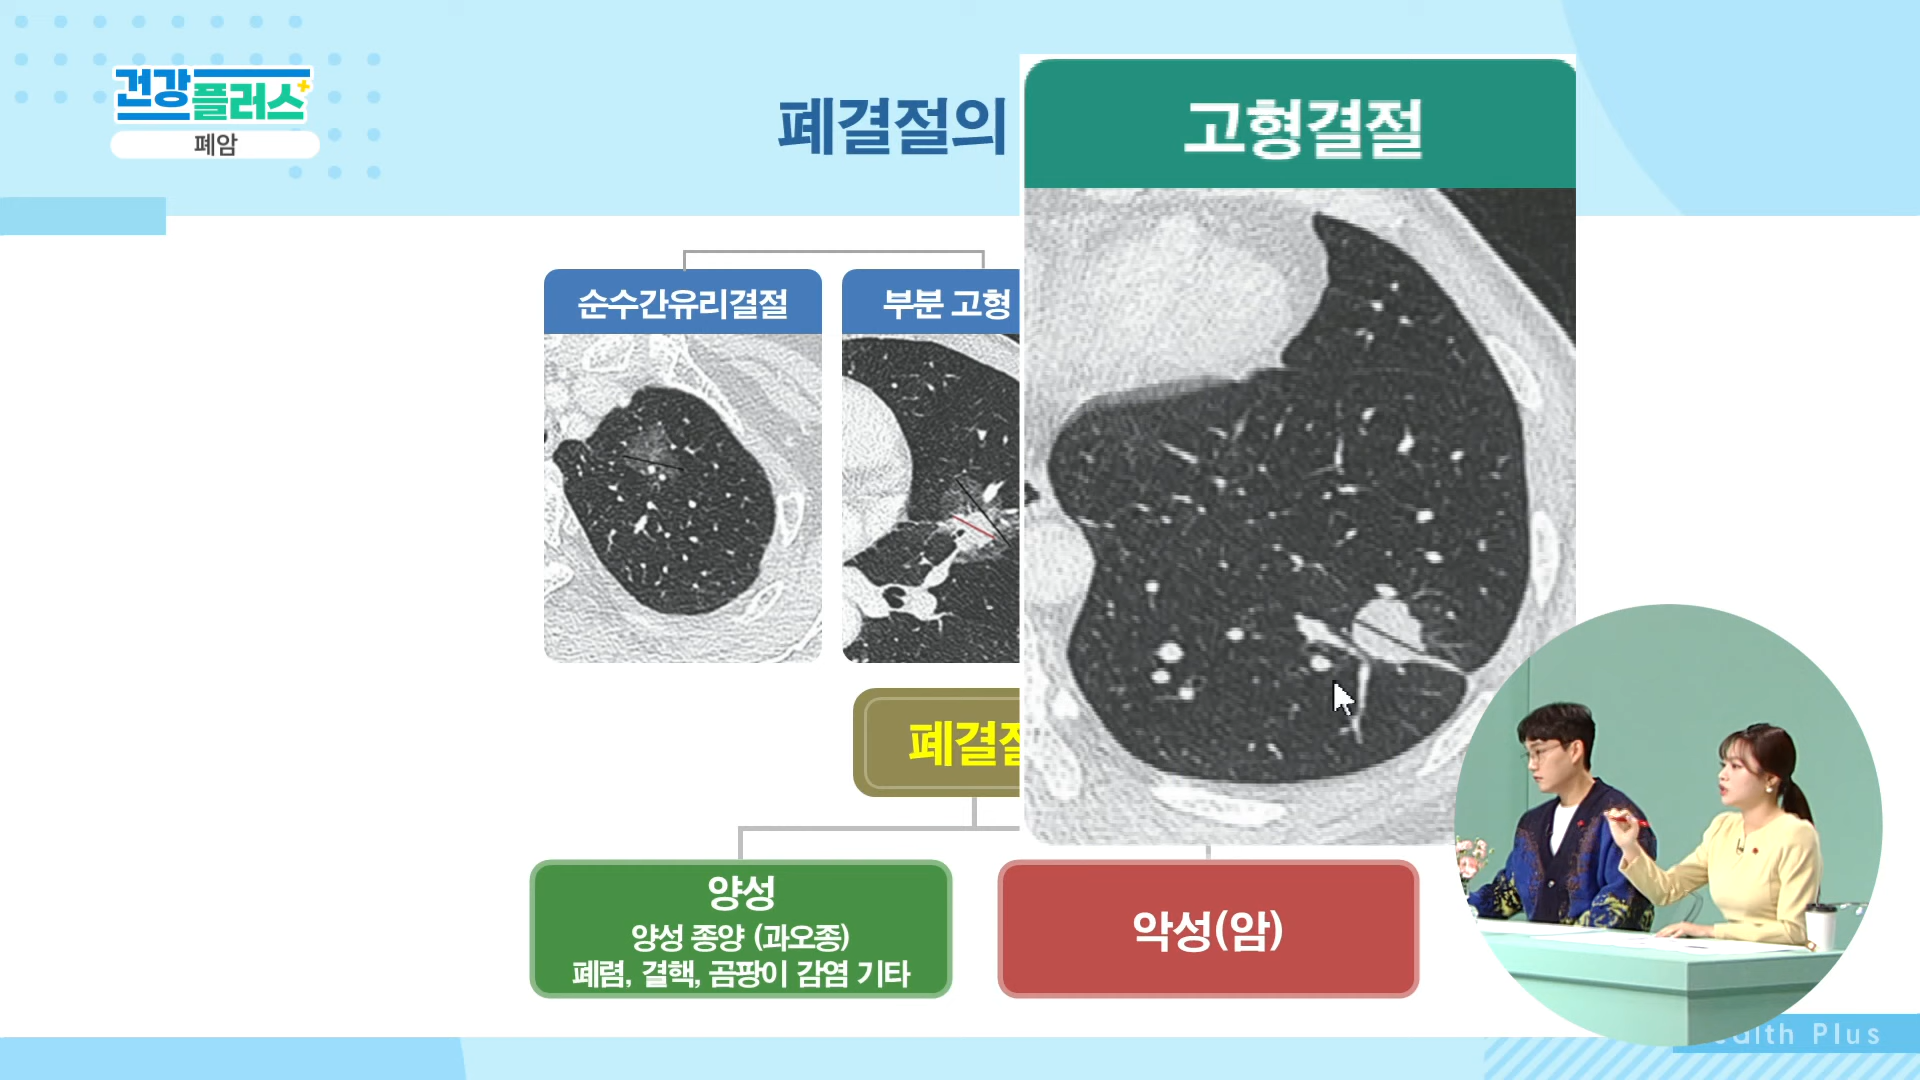 건강
플러스
폐암
폐결절의
고형결절
순수간유리결절
부분 고형
폐결절
양성
양성 종양 (과오종)
폐렴, 결핵, 곰팡이 감염 기타
악성(암)
Plus